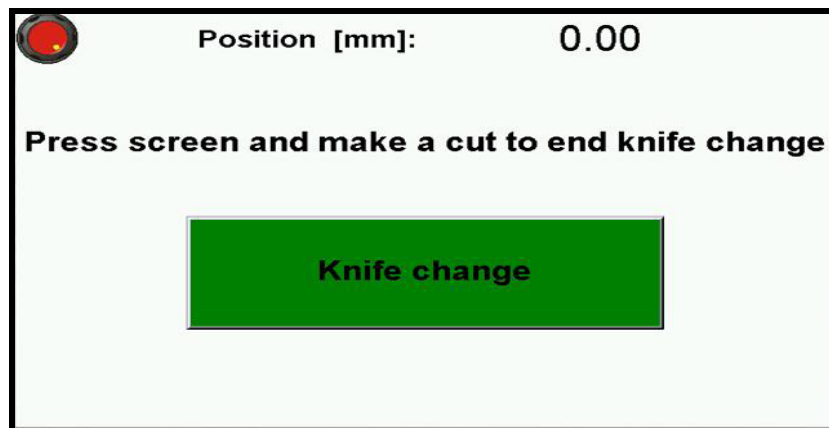 Position [mm]: 0.00
Press screen and make a cut to end knife change
Knife change